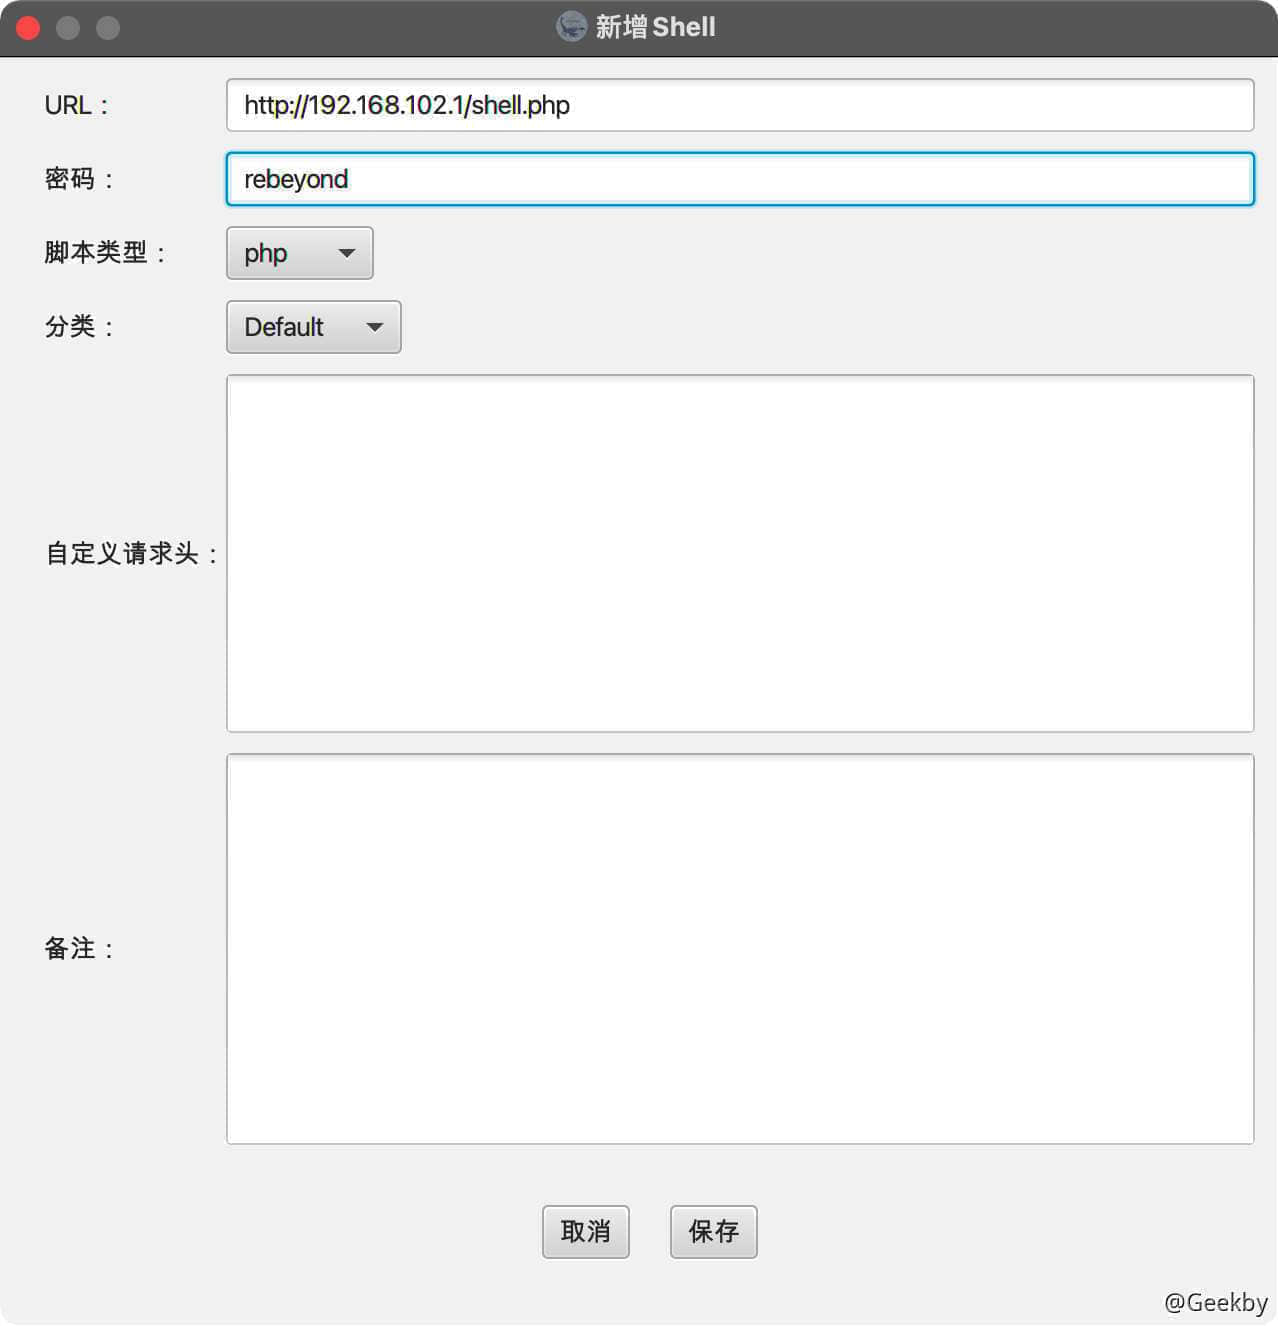 新增Shell
URL：
http://192.168.102.1/shell.php
密码：
rebeyond
脚本类型：
php
分类：
Default
自定义请求头：
备注：
取消
保存
@Geekby